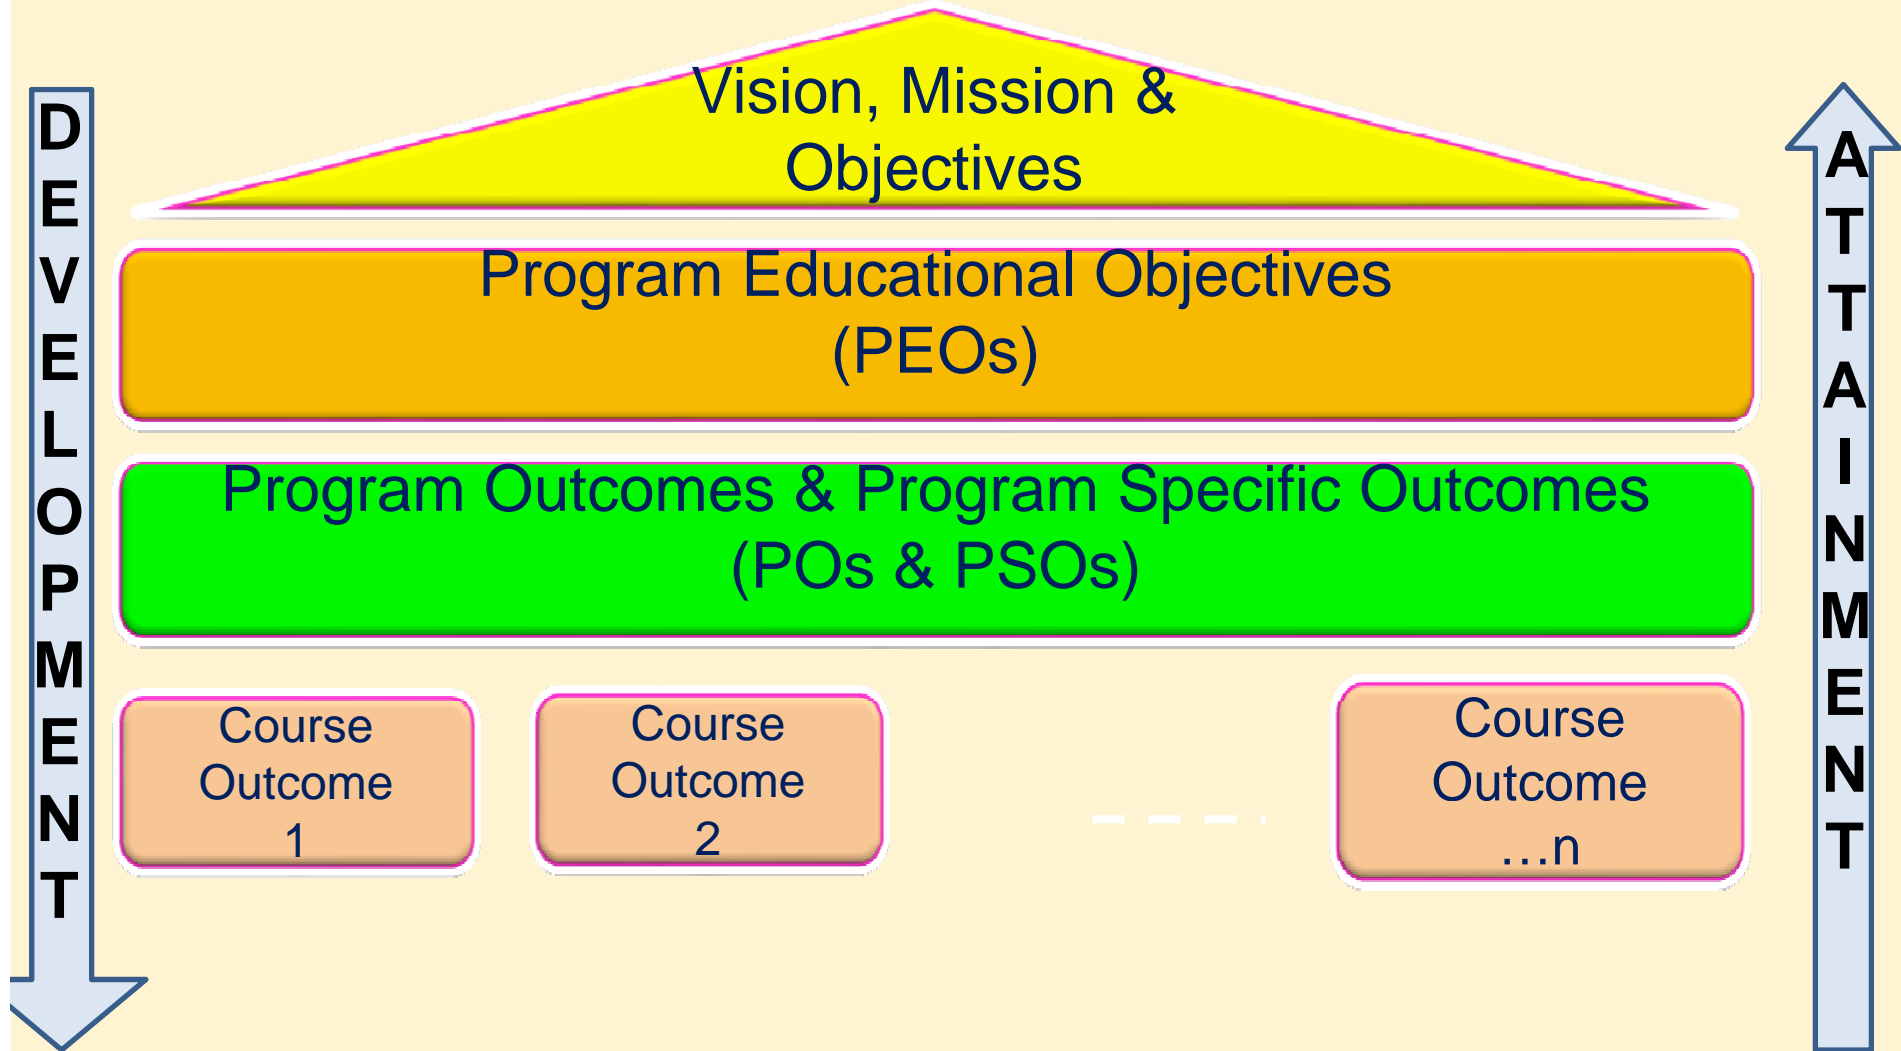 DEVELOPMENT
Vision, Mission &
Objectives
Program Educational Objectives
(PEOs)
Program Outcomes & Program Specific Outcomes
(POs & PSOs)
Course
Outcome
1
Course
Outcome
2
Course
Outcome
…n
ATTAINMENT